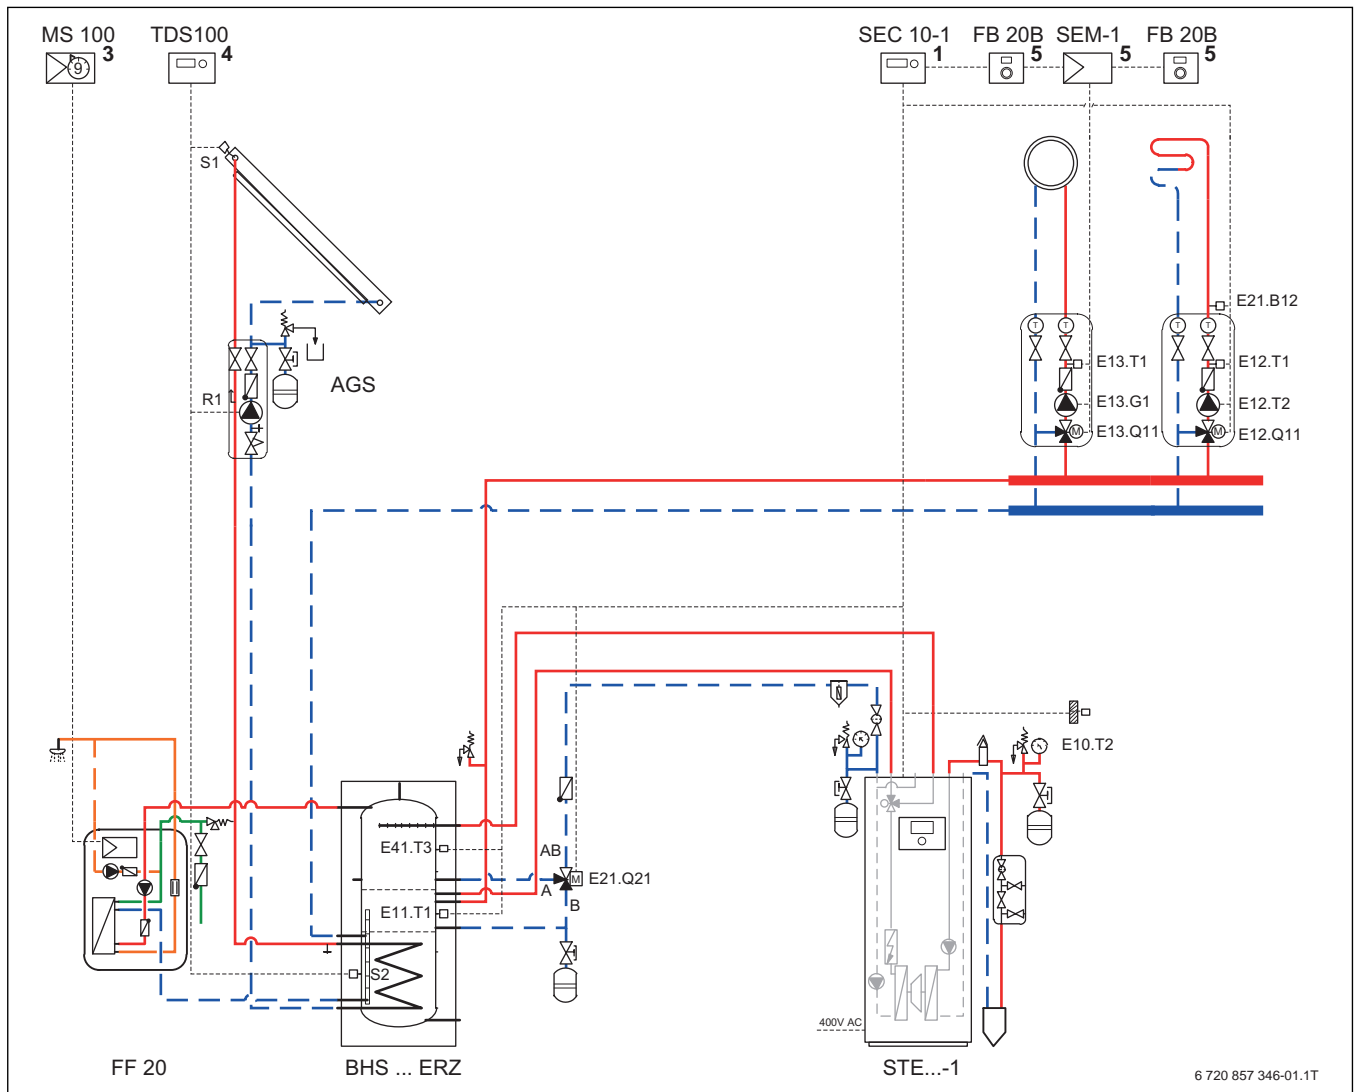 MS 100
3
TDS100
4
SEC 10-1
1
FB 20B
5
SEM-1
5
FB 20B
5
9
S1
E21.B12
T
T
T
T
AGS
E13.T1
E12.T1
R1
E13.G1
E12.T2
M
E13.Q11
M
E12.Q11
E10.T2
E41.T3
AB
M
E21.Q21
A
B
E11.T1
S2
400V AC
FF 20
BHS ... ERZ
STE...-1
6 720 857 346-01.1T